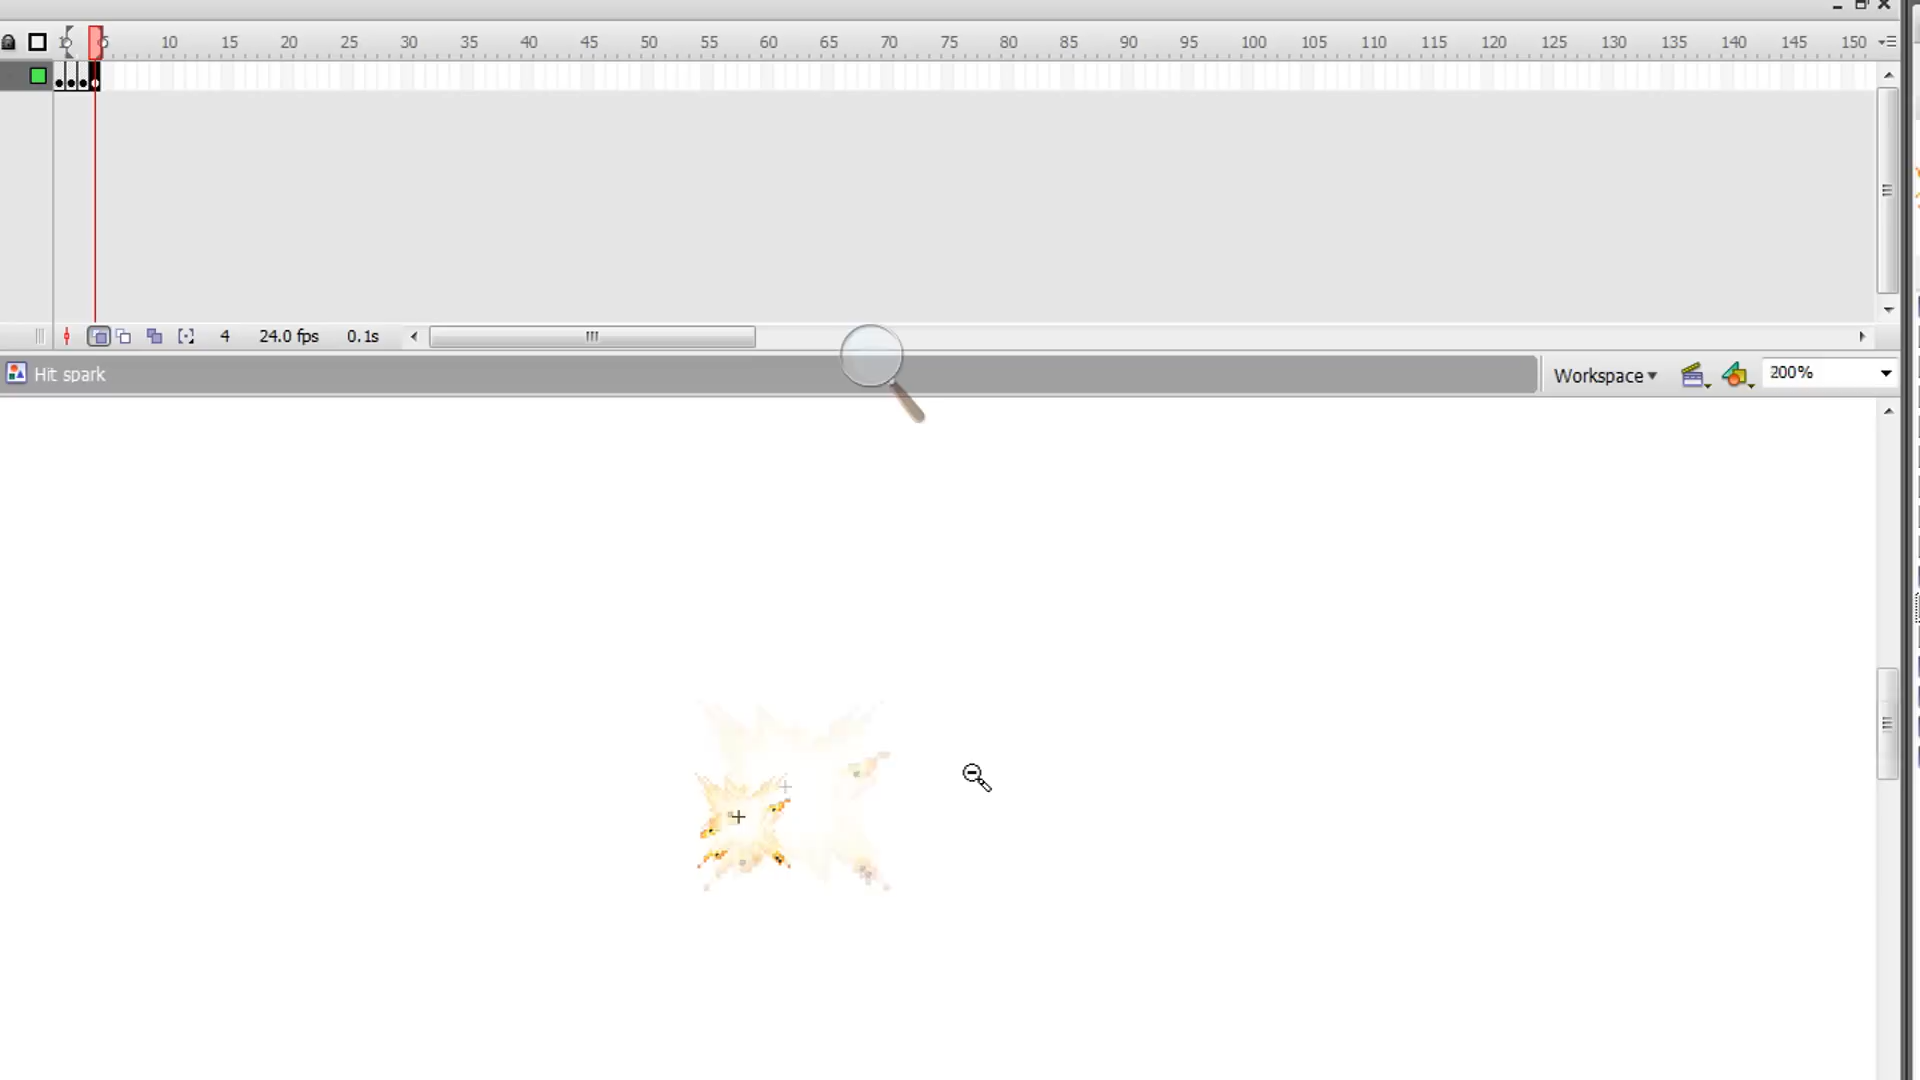 1 5 10 15 20 25 30 35 40 45 50 55 60 65 70 75 80 85 90 95 100 105 110 115 120 125 130 135 140 145 150
4 24.0 fps 0.1s
Hit spark Workspace 200%